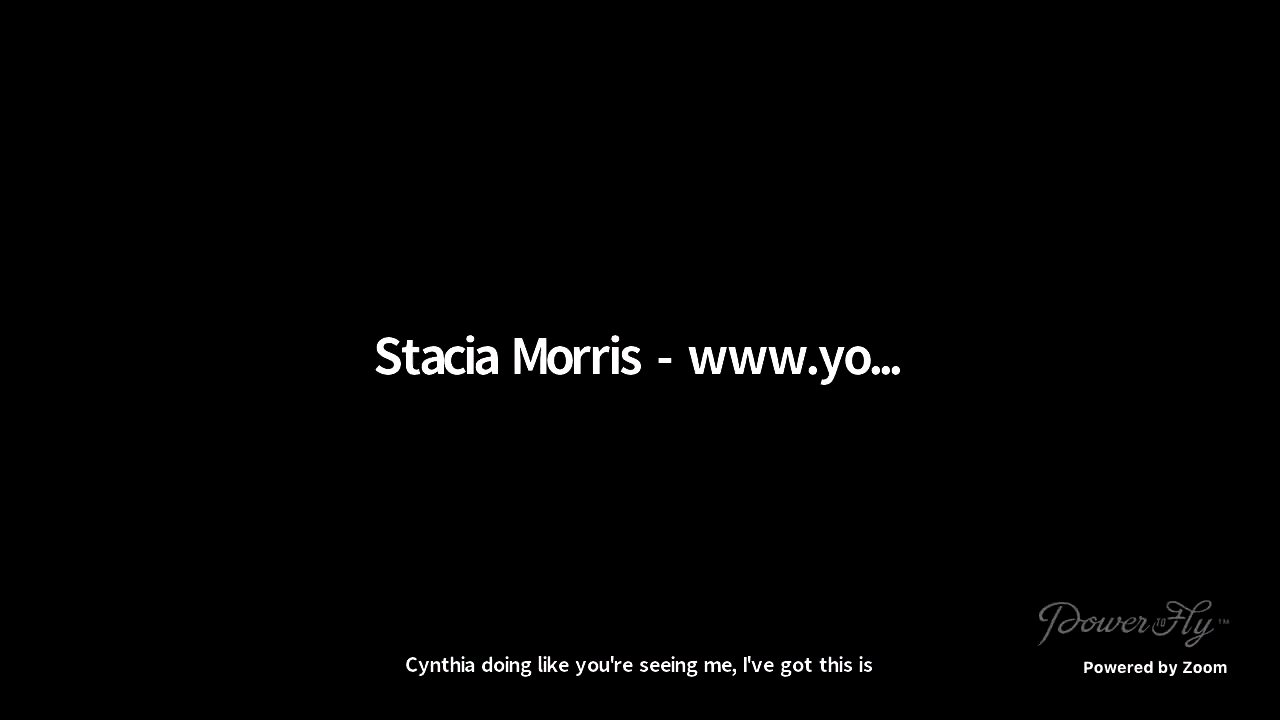 Stacia Morris - www.yo...
Power to Fly™
Cynthia doing like you're seeing me, I've got this is
Powered by Zoom